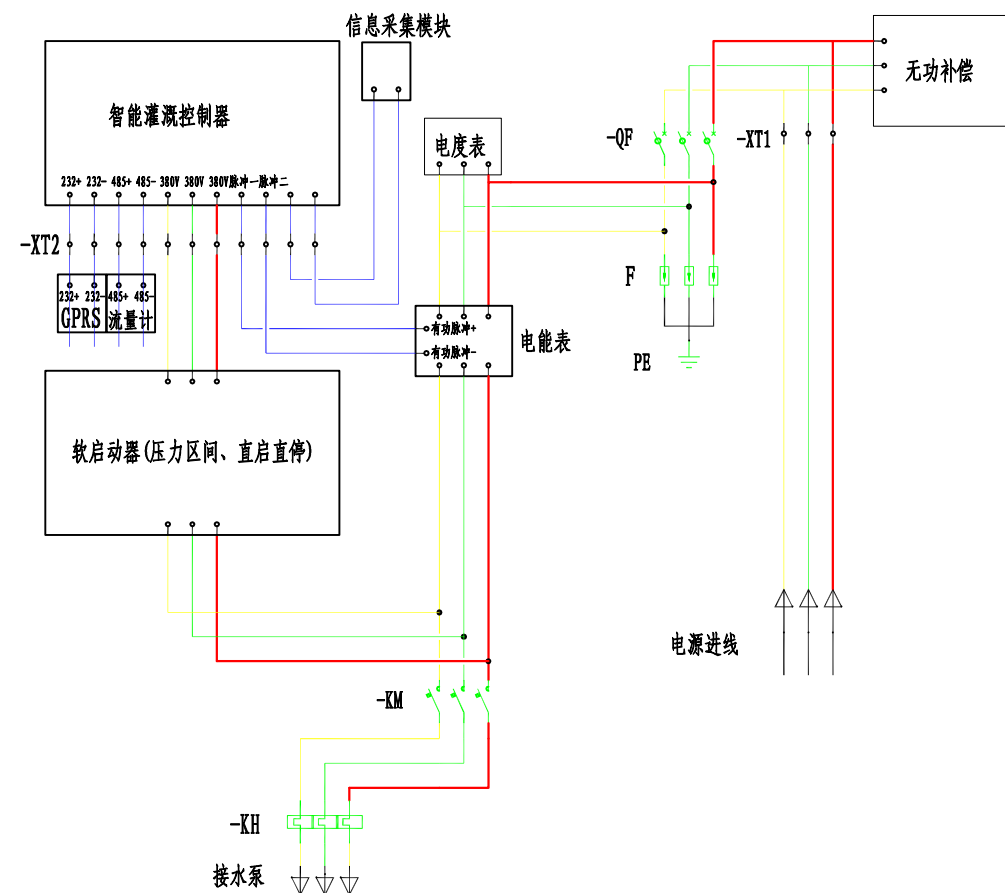 信息采集模块
无功补偿
智能灌溉控制器
电度表
-QF
-XT1
232+ 232- 485+ 485- 380V 380V 380V 脉冲一 脉冲二
-XT2
232+ 232- 485+ 485-
GPRS 流量计
F
有功脉冲+
有功脉冲-
电能表
PE
软启动器(压力区间、直启直停)
电源进线
-KM
-KH
接水泵